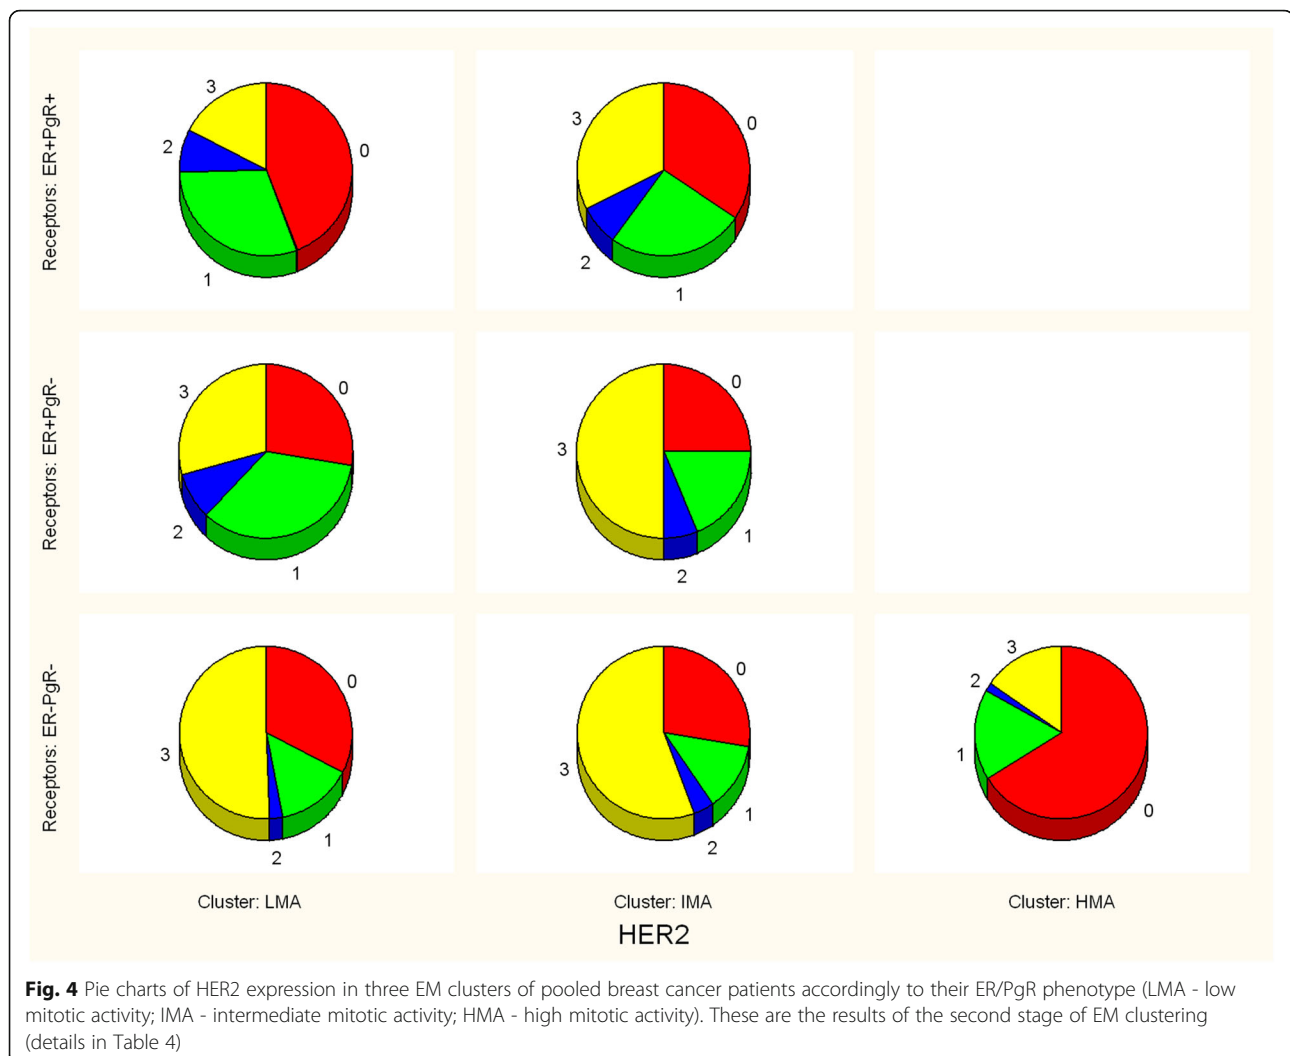 Receptors: ER+PgR+
3
0
2
1
3
0
2
1
Receptors: ER+PgR-
3
0
2
1
0
3
1
2
Receptors: ER-PgR-
0
3
1
2
0
3
1
2
3
2
1
0
Cluster: LMA
Cluster: IMA
Cluster: HMA
HER2
Fig. 4 Pie charts of HER2 expression in three EM clusters of pooled breast cancer patients accordingly to their ER/PgR phenotype (LMA - low
mitotic activity; IMA - intermediate mitotic activity; HMA - high mitotic activity). These are the results of the second stage of EM clustering
(details in Table 4)